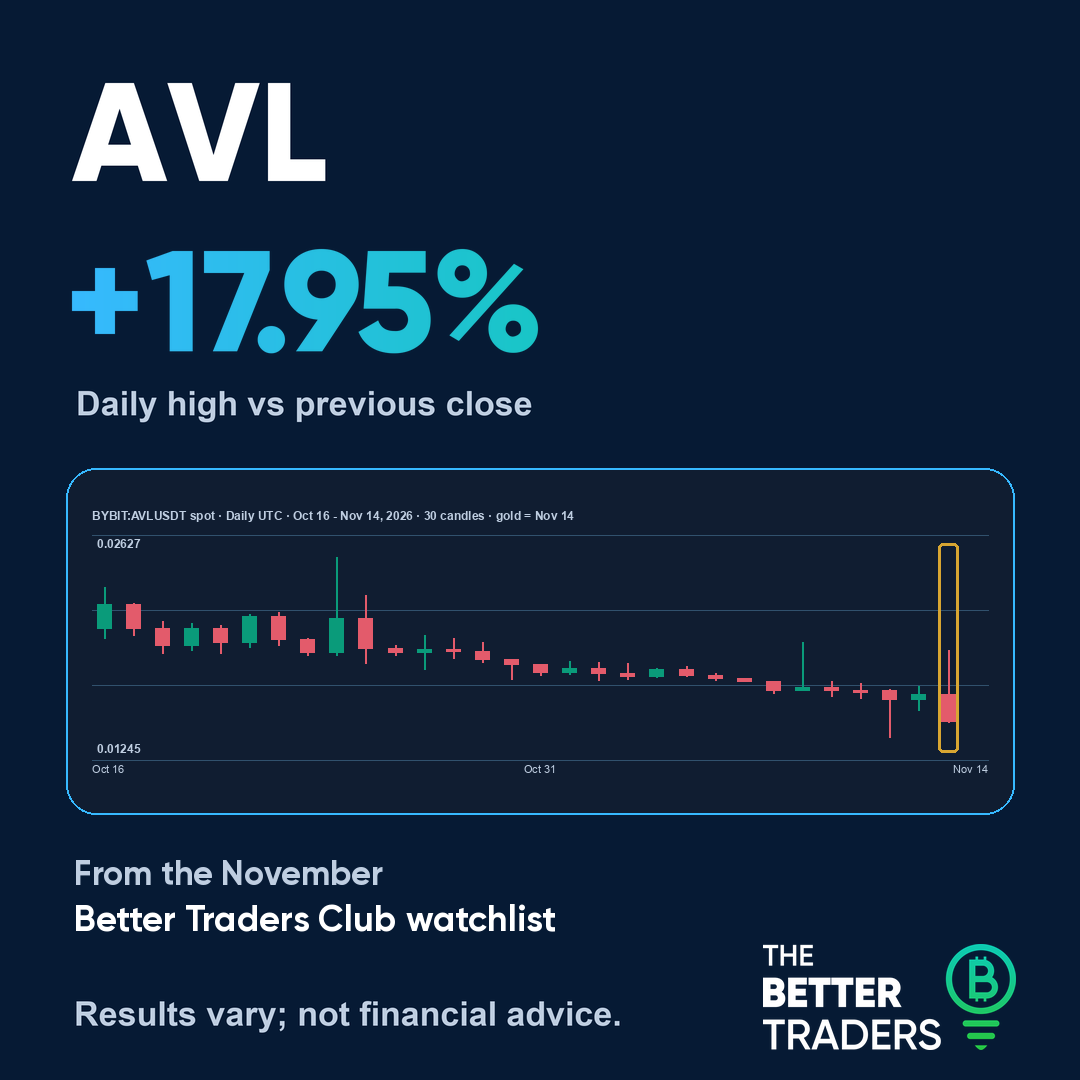 AVL
+17.95%
Daily high vs previous close
BYBIT:AVLUSDT spot · Daily UTC · Oct 16 - Nov 14, 2026 · 30 candles · gold = Nov 14
0.02627
0.01245
Oct 16
Oct 31
Nov 14
From the November
Better Traders Club watchlist
Results vary; not financial advice.
THE
BETTER
TRADERS